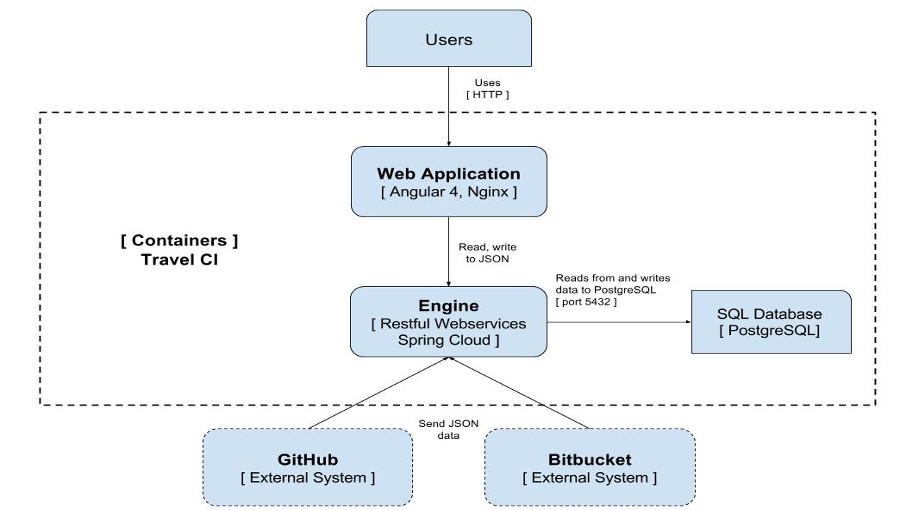 Users
Uses
[ HTTP ]
Web Application
[ Angular 4, Nginx ]
[ Containers ]
Travel CI
Read, write
to JSON
Reads from and writes
data to PostgreSQL
[ port 5432 ]
Engine
[ Restful Webservices
Spring Cloud ]
SQL Database
[ PostgreSQL]
Send JSON
data
GitHub
[ External System ]
Bitbucket
[ External System ]